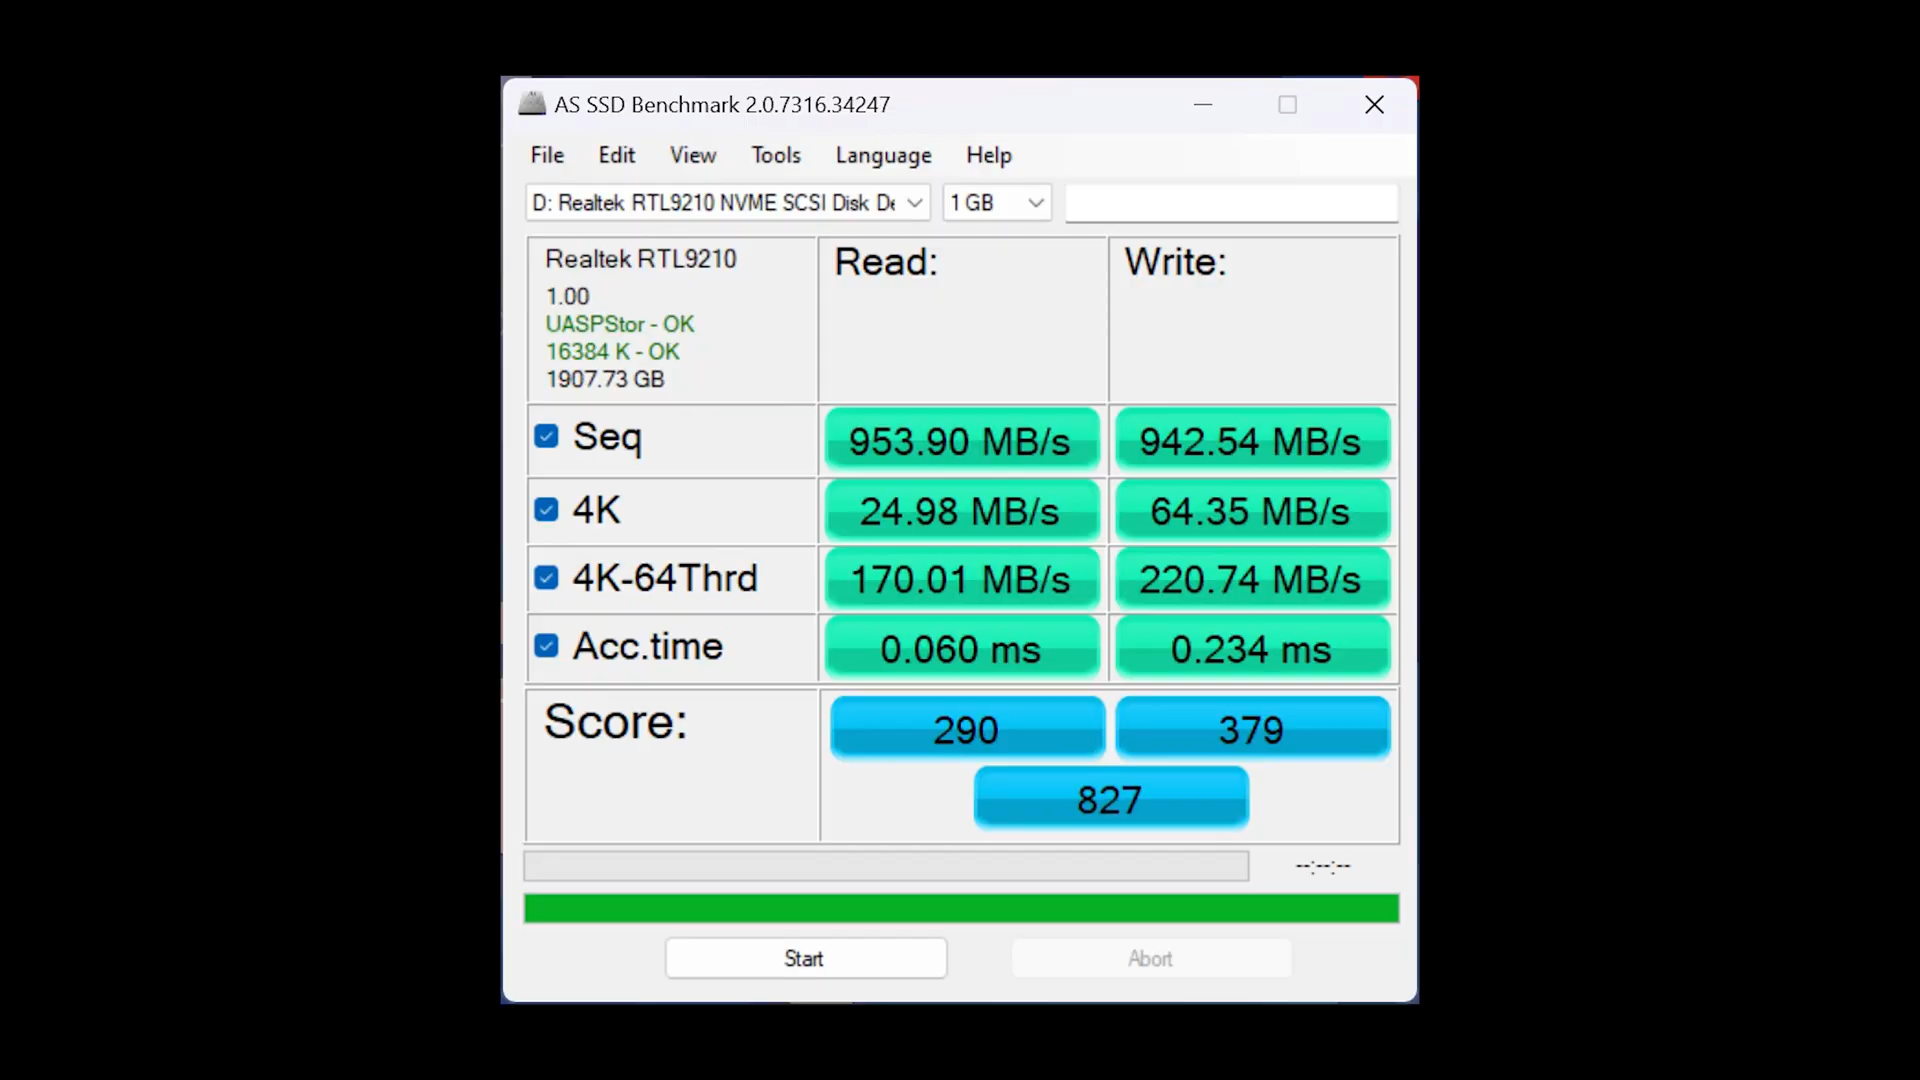 AS SSD Benchmark 2.0.7316.34247
File Edit View Tools Language Help
D: Realtek RTL9210 NVME SCSI Disk De 1 GB
Realtek RTL9210 Read: Write:
1.00
UASPStor - OK
16384 K - OK
1907.73 GB
Seq 953.90 MB/s 942.54 MB/s
4K 24.98 MB/s 64.35 MB/s
4K-64Thrd 170.01 MB/s 220.74 MB/s
Acc.time 0.060 ms 0.234 ms
Score: 290 379
827
--:--:--
Start Abort